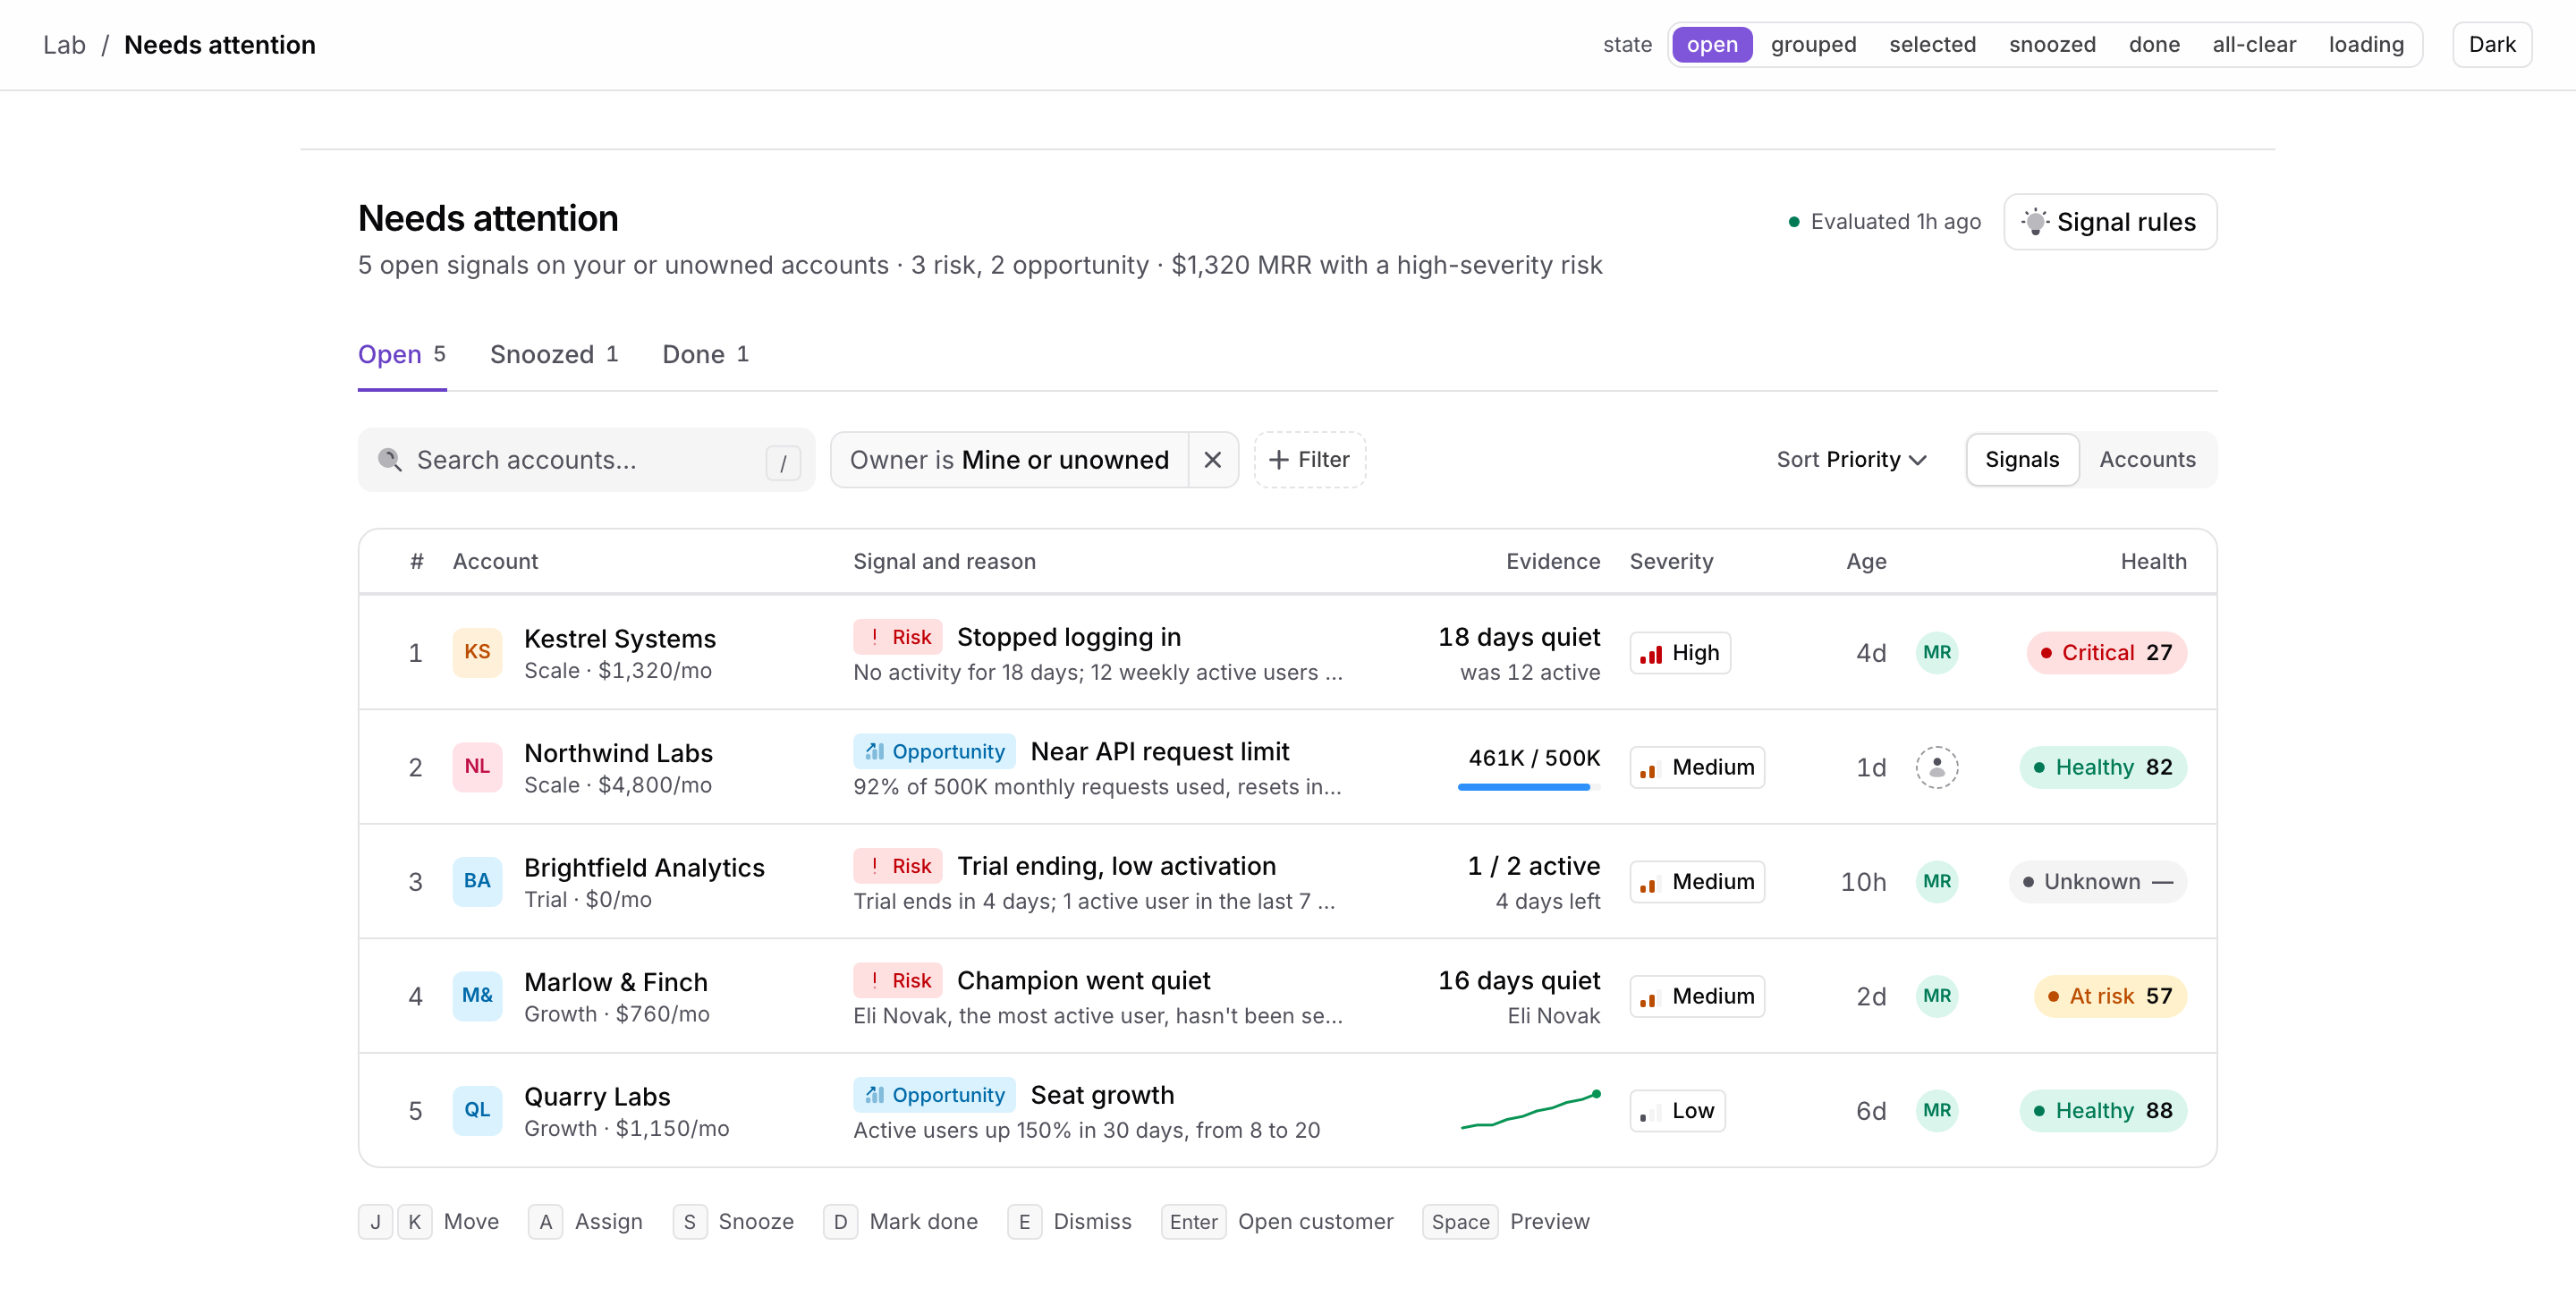 Lab / Needs attention
state open grouped selected snoozed done all-clear loading Dark
Needs attention
Evaluated 1h ago Signal rules
5 open signals on your or unowned accounts · 3 risk, 2 opportunity · $1,320 MRR with a high-severity risk
Open 5 Snoozed 1 Done 1
Search accounts... / Owner is Mine or unowned Filter Sort Priority Signals Accounts
# Account Signal and reason Evidence Severity Age Health
1 KS Kestrel Systems ! Risk Stopped logging in 18 days quiet High 4d MR Critical 27
Scale · $1,320/mo No activity for 18 days; 12 weekly active users ... was 12 active
2 NL Northwind Labs Opportunity Near API request limit 461K / 500K Medium 1d Healthy 82
Scale · $4,800/mo 92% of 500K monthly requests used, resets in...
3 BA Brightfield Analytics ! Risk Trial ending, low activation 1 / 2 active Medium 10h MR Unknown —
Trial · $0/mo Trial ends in 4 days; 1 active user in the last 7 ... 4 days left
4 M& Marlow & Finch ! Risk Champion went quiet 16 days quiet Medium 2d MR At risk 57
Growth · $760/mo Eli Novak, the most active user, hasn't been se... Eli Novak
5 QL Quarry Labs Opportunity Seat growth Low 6d MR Healthy 88
Growth · $1,150/mo Active users up 150% in 30 days, from 8 to 20
J K Move A Assign S Snooze D Mark done E Dismiss Enter Open customer Space Preview